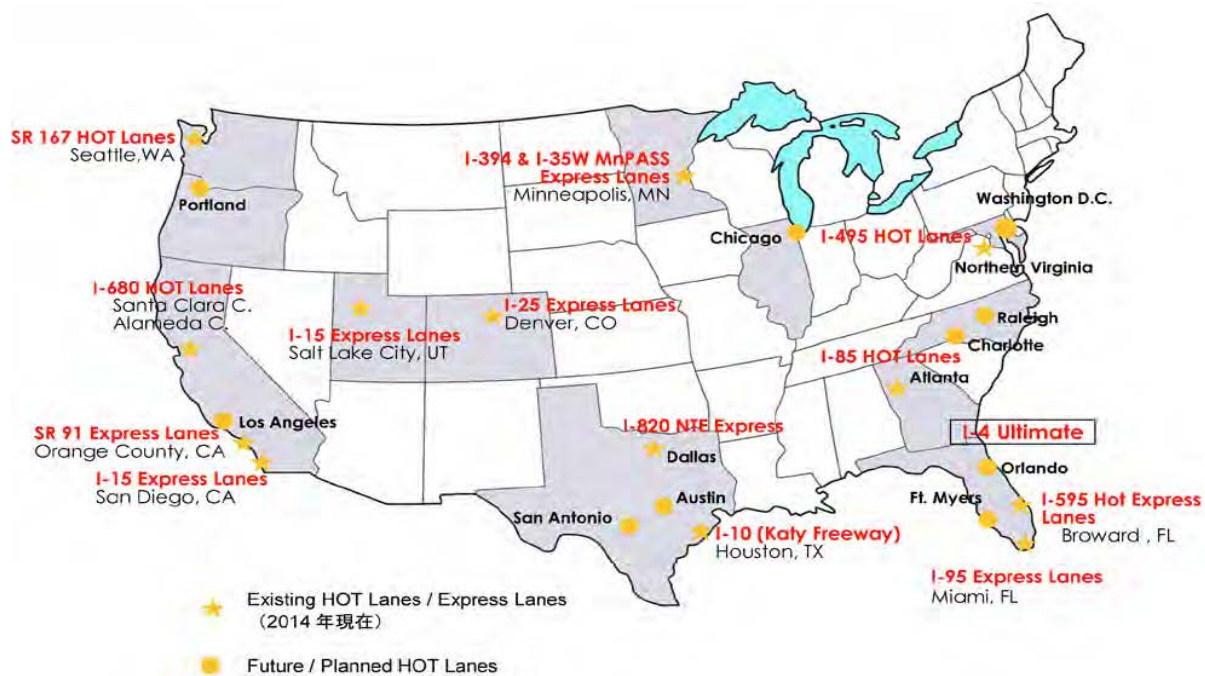 SR 167 HOT Lanes
Seattle,WA
Portland
I-394 & I-35W MnPASS
Express Lanes
Minneapolis, MN
Chicago
Washington D.C.
I-495 HOT Lanes
Northern Virginia
I-680 HOT Lanes
Santa Clara C.
Alameda C.
I-15 Express Lanes
Salt Lake City, UT
I-25 Express Lanes
Denver, CO
Raleigh
Charlotte
I-85 HOT Lanes
Atlanta
Los Angeles
SR 91 Express Lanes
Orange County, CA
I-15 Express Lanes
San Diego, CA
I-820 NTE Express
Dallas
Austin
San Antonio
I-10 (Katy Freeway)
Houston, TX
I-4 Ultimate
Orlando
Ft. Myers
I-595 Hot Express
Lanes
Broward , FL
I-95 Express Lanes
Miami, FL
Existing HOT Lanes / Express Lanes
（2014 年現在）
Future / Planned HOT Lanes